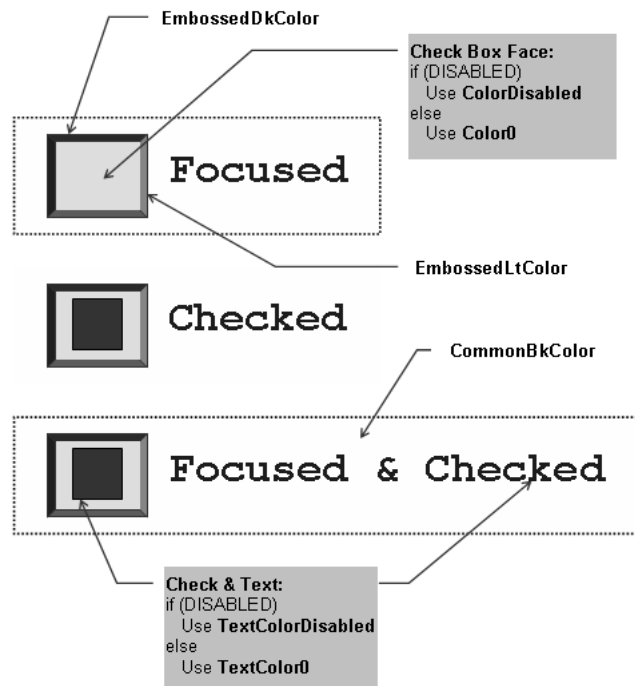 EmbossedDkColor
Check Box Face:
if (DISABLED)
Use ColorDisabled
else
Use Color0
Focused
EmbossedLtColor
Checked
CommonBkColor
Focused & Checked
Check & Text:
if (DISABLED)
Use TextColorDisabled
else
Use TextColor0